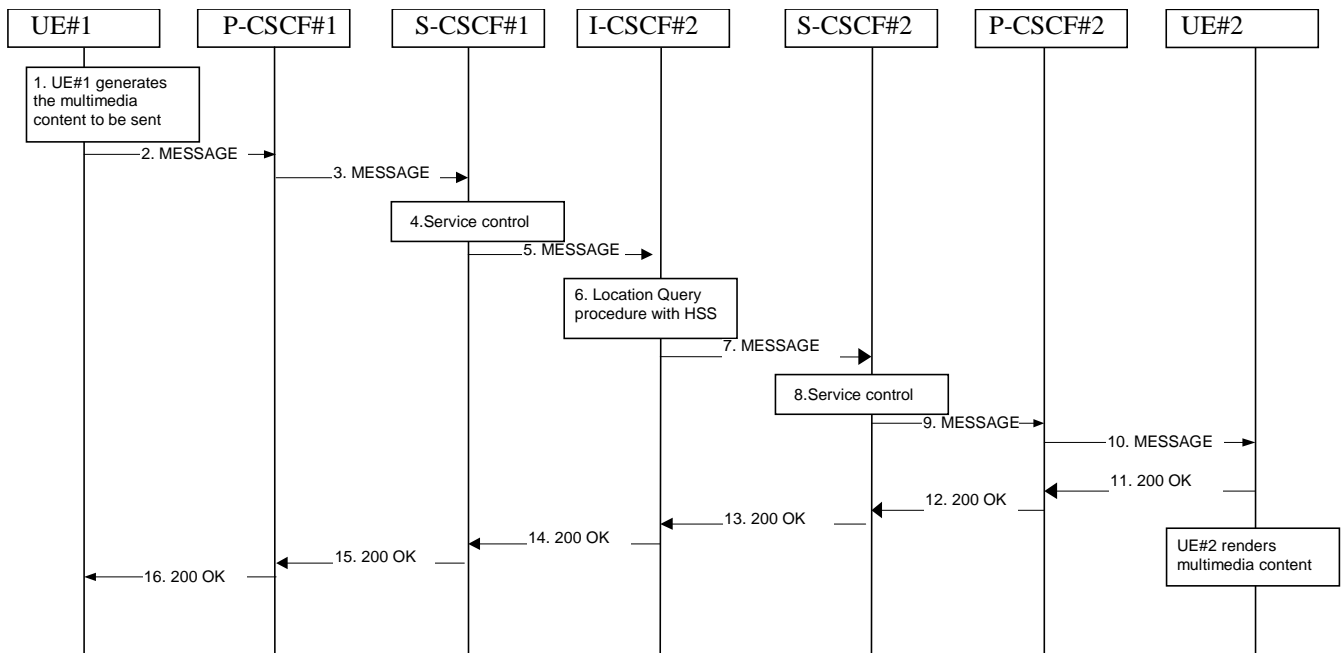 UE#1
P-CSCF#1
S-CSCF#1
I-CSCF#2
S-CSCF#2
P-CSCF#2
UE#2
1. UE#1 generates
the multimedia
content to be sent
2. MESSAGE
3. MESSAGE
4.Service control
5. MESSAGE
6. Location Query
procedure with HSS
7. MESSAGE
8.Service control
9. MESSAGE
10. MESSAGE
11. 200 OK
12. 200 OK
13. 200 OK
14. 200 OK
15. 200 OK
16. 200 OK
UE#2 renders
multimedia content